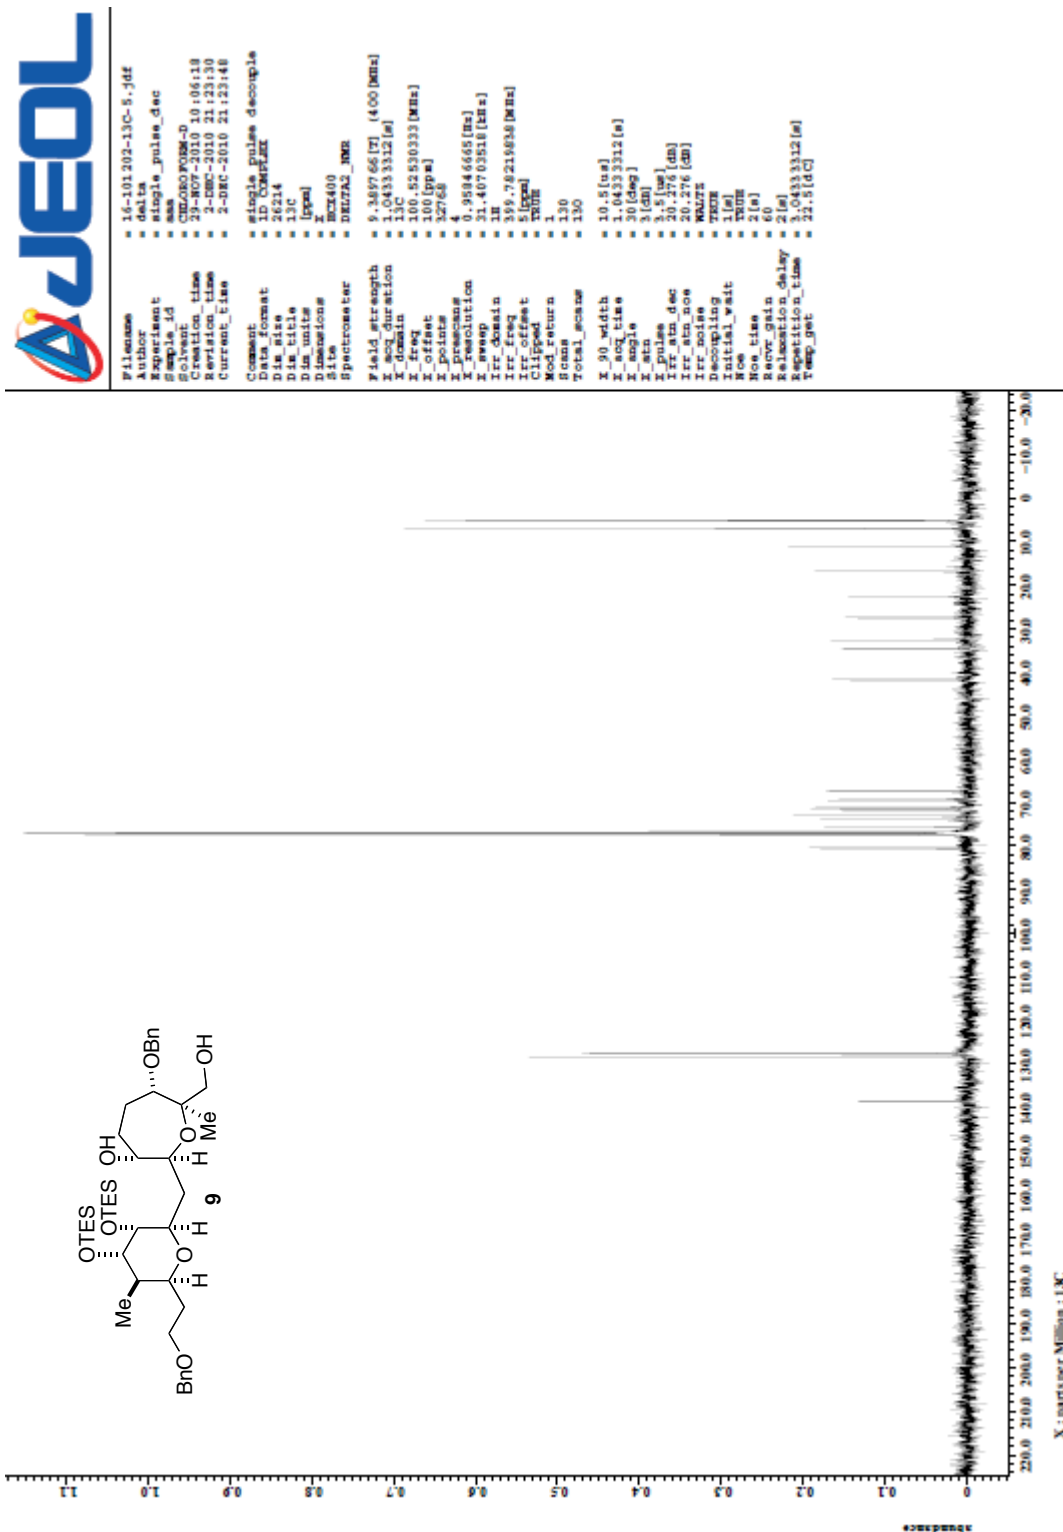 JEOL
Filename = 16-101202-13C-5.jdf
Author = delta
Experiment = single_pulse_dec
Sample_id
Solvent = CHLOROFORM-D
Creation_time = 29-NOV-2010 10:06:18
Revision_time = 2-DEC-2010 21:23:30
Current_time = 2-DEC-2010 21:23:48
Comment = single pulse decouple
Data_format = 1D COMPLEX
Dim_size = 26214
Dim_title = 13C
Dim_units = [ppm]
Dimensions = X
Site = ECX400
Spectrometer = DELTA2_NMR
Field_strength = 9.389766[T] (400[MHz]
X_acq_duration = 1.04333312[s]
X_domain = 13C
X_freq = 100.52530333[MHz]
X_offset = 100[ppm]
X_points = 32768
X_prescans = 4
X_resolution = 0.95846665[Hz]
X_sweep = 31.40703518[kHz]
Irr_domain = 1H
Irr_freq = 399.78219838[MHz]
Irr_offset = 5[ppm]
Clipped = TRUE
Mod_return = 1
Scans = 130
Total_scans = 130
X_90_width = 10.5[us]
X_acq_time = 1.04333312[s]
X_angle = 30[deg]
X_atn = 3[dB]
X_pulse = 3.5[us]
Irr_atn_dec = 20.276[dB]
Irr_atn_noe = 20.276[dB]
Irr_noise = WALTZ
Decoupling = TRUE
Initial_wait = 1[s]
Noe = TRUE
Noe_time = 2[s]
Recvr_gain = 60
Relaxation_delay = 2[s]
Repetition_time = 3.04333312[s]
Temp_get = 22.5[dC]
OTES
OTES
OH
OBn
Me
O
O
Me
OH
H
H
H
BnO
9
1.1
1.0
0.9
0.8
0.7
0.6
0.5
0.4
0.3
0.2
0.1
0
abundance
220.0 210.0 200.0 190.0 180.0 170.0 160.0 150.0 140.0 130.0 120.0 110.0 100.0 90.0 80.0 70.0 60.0 50.0 40.0 30.0 20.0 10.0 0 -10.0 -20.0
X : parts per Million : 13C